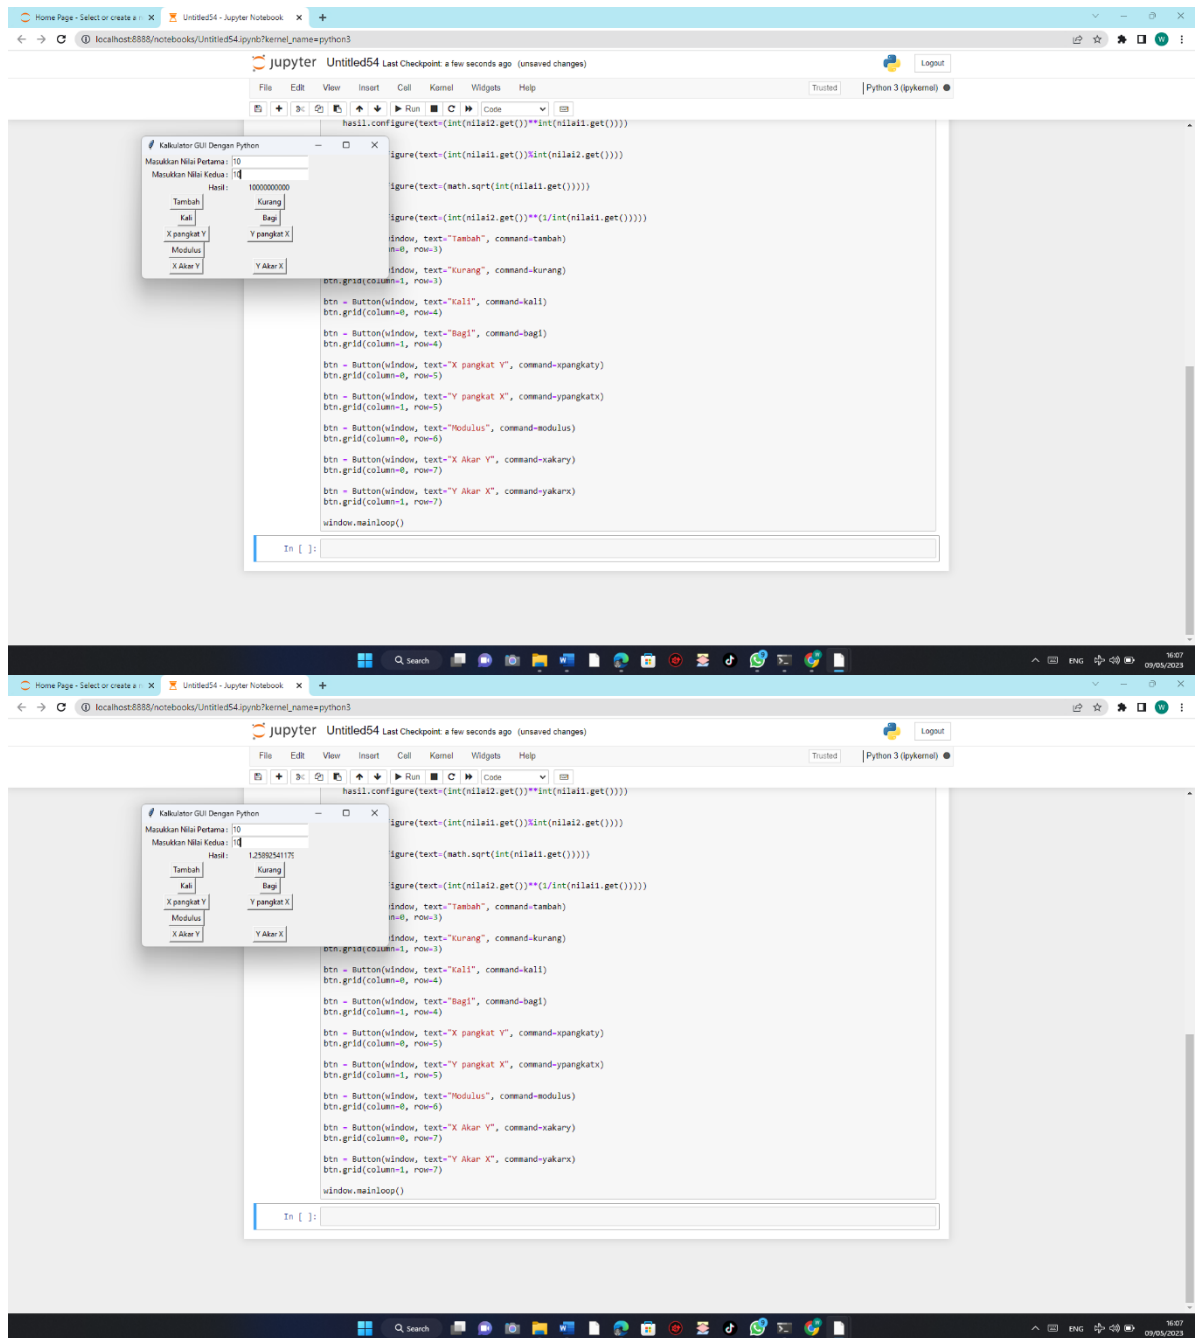 Home Page - Select or create a n
Untitled54 - Jupyter Notebook
localhost:8888/notebooks/Untitled54.ipynb?kernel_name=python3
jupyter Untitled54 Last Checkpoint: a few seconds ago (unsaved changes)
Logout
File Edit View Insert Cell Kernel Widgets Help
Trusted
Python 3 (ipykernel)
Run
Code
hasil.configure(text=(int(nilai2.get())**int(nilai1.get())))
Kalkulator GUI Dengan Python
Masukkan Nilai Pertama : 10
igure(text=(int(nilai1.get())%int(nilai2.get())))
Masukkan Nilai Kedua : 10
Hasil : 10000000000
igure(text=(math.sqrt(int(nilai1.get()))))
Tambah Kurang
Kali Bagi
igure(text=(int(nilai2.get())**(1/int(nilai1.get()))))
X pangkat Y Y pangkat X
indow, text="Tambah", command=tambah)
Modulus
n=0, row=3)
X Akar Y Y Akar X
indow, text="Kurang", command=kurang)
btn.grid(column=1, row=3)
btn = Button(window, text="Kali", command=kali)
btn.grid(column=0, row=4)
btn = Button(window, text="Bagi", command=bagi)
btn.grid(column=1, row=4)
btn = Button(window, text="X pangkat Y", command=xpangkaty)
btn.grid(column=0, row=5)
btn = Button(window, text="Y pangkat X", command=ypangkatx)
btn.grid(column=1, row=5)
btn = Button(window, text="Modulus", command=modulus)
btn.grid(column=0, row=6)
btn = Button(window, text="X Akar Y", command=xakary)
btn.grid(column=0, row=7)
btn = Button(window, text="Y Akar X", command=yakarx)
btn.grid(column=1, row=7)
window.mainloop()
In [ ]:
Search
ENG
16:07
09/05/2023
Home Page - Select or create a n
Untitled54 - Jupyter Notebook
localhost:8888/notebooks/Untitled54.ipynb?kernel_name=python3
jupyter Untitled54 Last Checkpoint: a few seconds ago (unsaved changes)
Logout
File Edit View Insert Cell Kernel Widgets Help
Trusted
Python 3 (ipykernel)
Run
Code
hasil.configure(text=(int(nilai2.get())**int(nilai1.get())))
Kalkulator GUI Dengan Python
Masukkan Nilai Pertama : 10
igure(text=(int(nilai1.get())%int(nilai2.get())))
Masukkan Nilai Kedua : 10
Hasil : 1.25892541179
igure(text=(math.sqrt(int(nilai1.get()))))
Tambah Kurang
Kali Bagi
igure(text=(int(nilai2.get())**(1/int(nilai1.get()))))
X pangkat Y Y pangkat X
indow, text="Tambah", command=tambah)
Modulus
n=0, row=3)
X Akar Y Y Akar X
indow, text="Kurang", command=kurang)
btn.grid(column=1, row=3)
btn = Button(window, text="Kali", command=kali)
btn.grid(column=0, row=4)
btn = Button(window, text="Bagi", command=bagi)
btn.grid(column=1, row=4)
btn = Button(window, text="X pangkat Y", command=xpangkaty)
btn.grid(column=0, row=5)
btn = Button(window, text="Y pangkat X", command=ypangkatx)
btn.grid(column=1, row=5)
btn = Button(window, text="Modulus", command=modulus)
btn.grid(column=0, row=6)
btn = Button(window, text="X Akar Y", command=xakary)
btn.grid(column=0, row=7)
btn = Button(window, text="Y Akar X", command=yakarx)
btn.grid(column=1, row=7)
window.mainloop()
In [ ]:
Search
ENG
16:07
09/05/2023